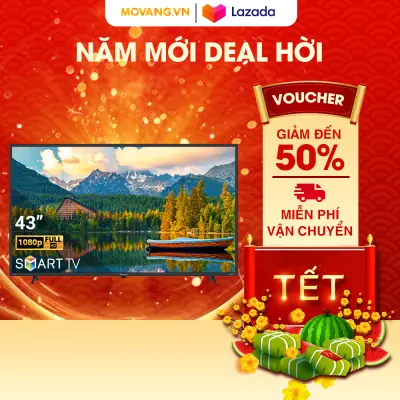 MOVANG.VN
Lazada
NĂM MỚI DEAL HỜI
VOUCHER
GIẢM ĐẾN
50%
MIỄN PHÍ
VẬN CHUYỂN
43"
1080p FULL HD
SMART TV
TẾT